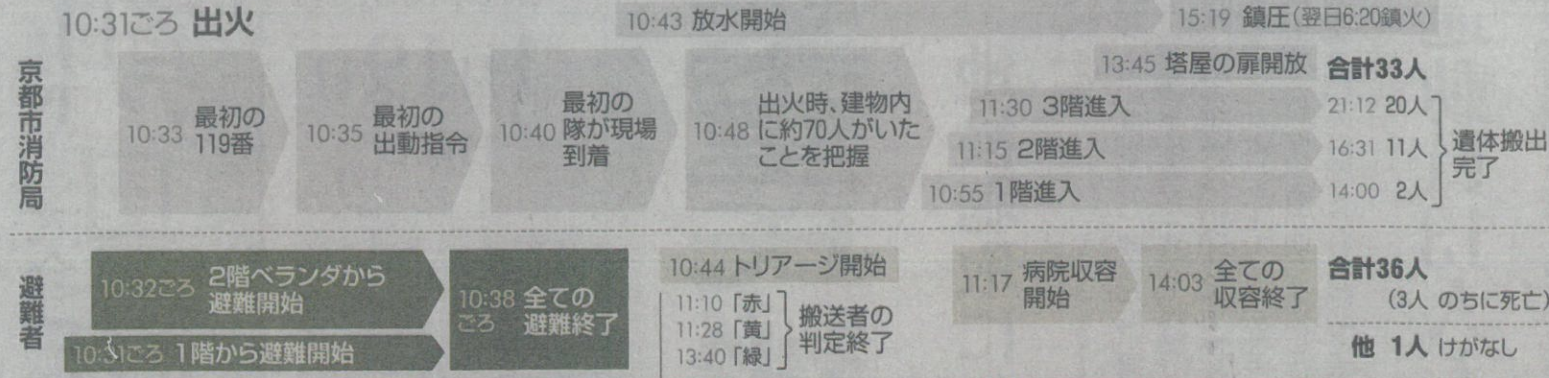 10:31ごろ 出火
10:43 放水開始
15:19 鎮圧(翌日6:20鎮火)
京都市消防局
10:33 最初の
119番
10:35 最初の
出動指令
10:40 最初の
隊が現場
到着
10:48 出火時、建物内
に約70人がいた
ことを把握
13:45 塔屋の扉開放
合計33人
11:30 3階進入
21:12 20人
11:15 2階進入
16:31 11人
10:55 1階進入
14:00 2人
遺体搬出
完了
避難者
10:32ごろ 2階ベランダから
避難開始
10:31ごろ 1階から避難開始
10:38 全ての
ごろ 避難終了
10:44 トリアージ開始
11:10「赤」
11:28「黄」
13:40「緑」
搬送者の
判定終了
11:17 病院収容
開始
14:03 全ての
収容終了
合計36人
(3人 のちに死亡)
他 1人 けがなし